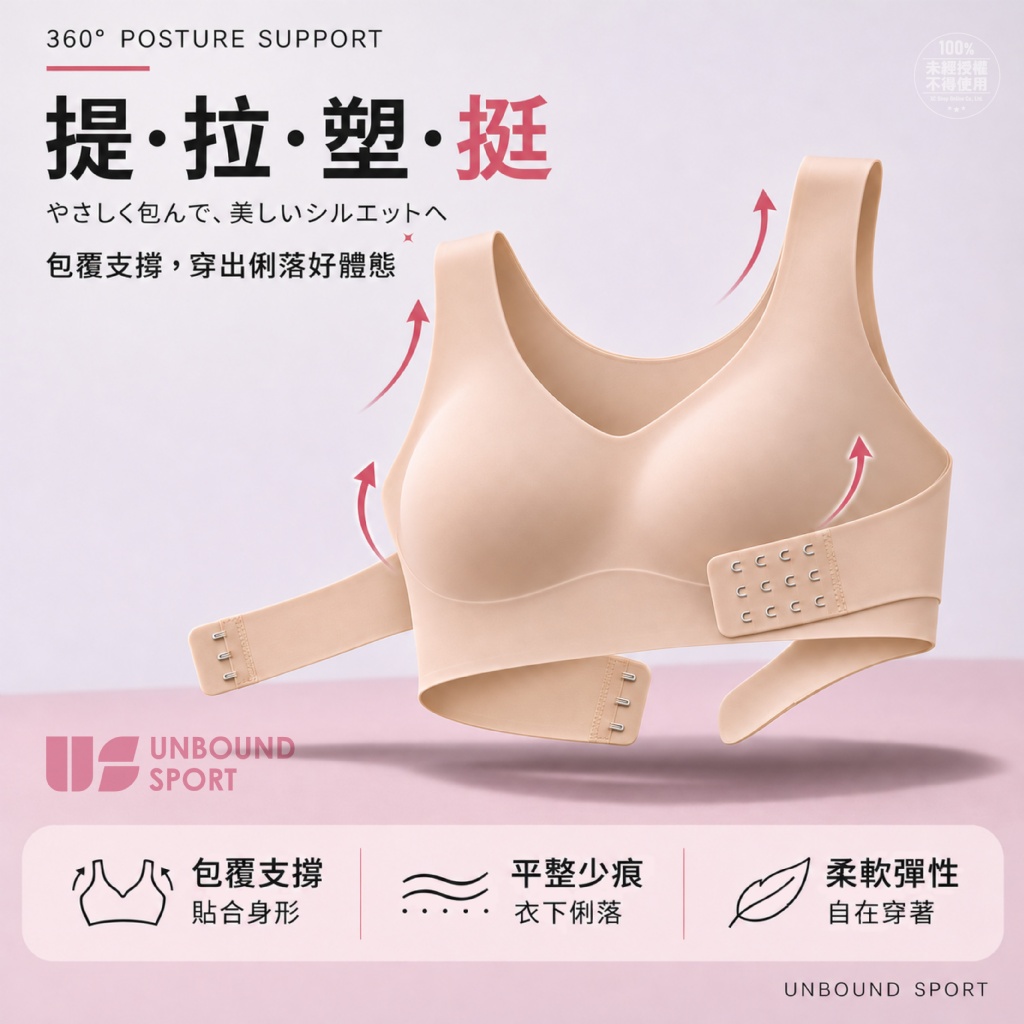 360° POSTURE SUPPORT
提·拉·塑·挺
やさしく包んで、美しいシルエットへ
包覆支撐，穿出俐落好體態
100%
未經授權
不得使用
UNBOUND
SPORT
包覆支撐
貼合身形
平整少痕
衣下俐落
柔軟彈性
自在穿著
UNBOUND SPORT